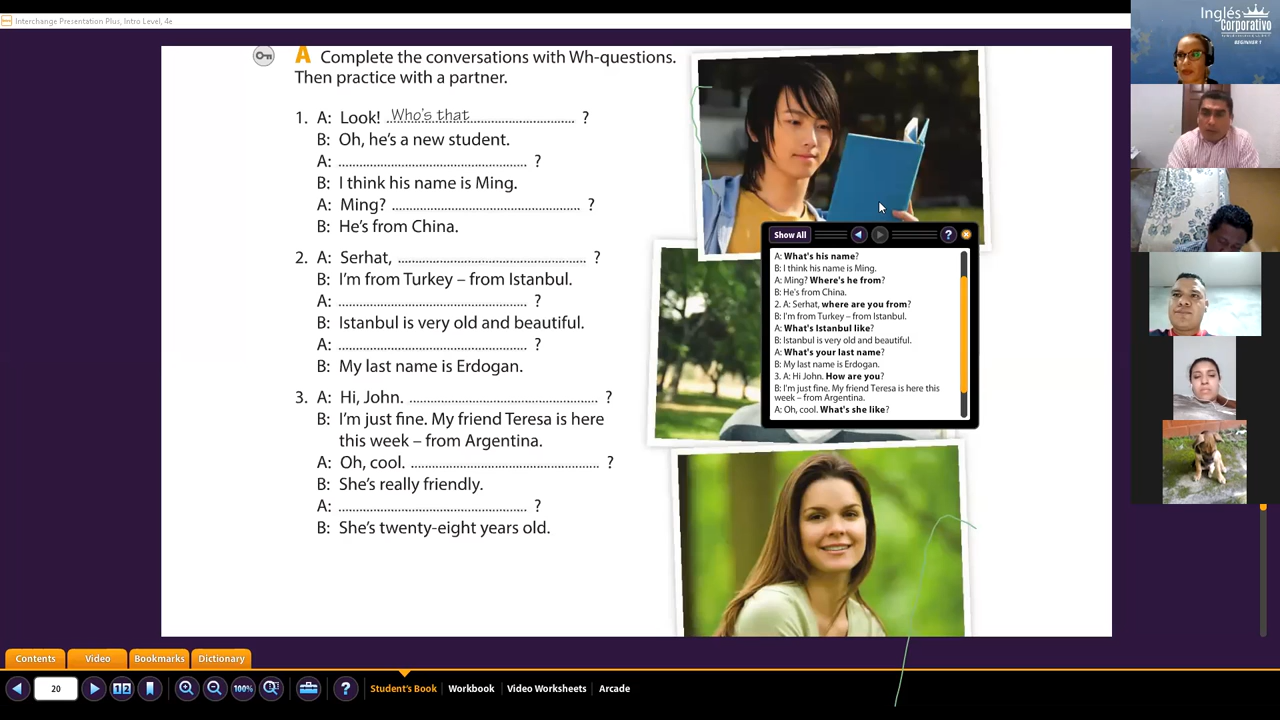 Interchange Presentation Plus, Intro Level, 4e
Inglés
Corporativo
BEGINNER 1
A Complete the conversations with Wh-questions.
Then practice with a partner.
1. A: Look! Who's that ?
B: Oh, he's a new student.
A: ?
B: I think his name is Ming.
A: Ming? ?
B: He's from China.
2. A: Serhat, ?
B: I'm from Turkey – from Istanbul.
A: ?
B: Istanbul is very old and beautiful.
A: ?
B: My last name is Erdogan.
3. A: Hi, John. ?
B: I'm just fine. My friend Teresa is here
this week – from Argentina.
A: Oh, cool. ?
B: She's really friendly.
A: ?
B: She's twenty-eight years old.
Show All ?
A: What's his name?
B: I think his name is Ming.
A: Ming? Where's he from?
B: He's from China.
2. A: Serhat, where are you from?
B: I'm from Turkey – from Istanbul.
A: What's Istanbul like?
B: Istanbul is very old and beautiful.
A: What's your last name?
B: My last name is Erdogan.
3. A: Hi John. How are you?
B: I'm just fine. My friend Teresa is here this
week – from Argentina.
A: Oh, cool. What's she like?
Contents Video Bookmarks Dictionary
20 12 100% ? Student's Book Workbook Video Worksheets Arcade